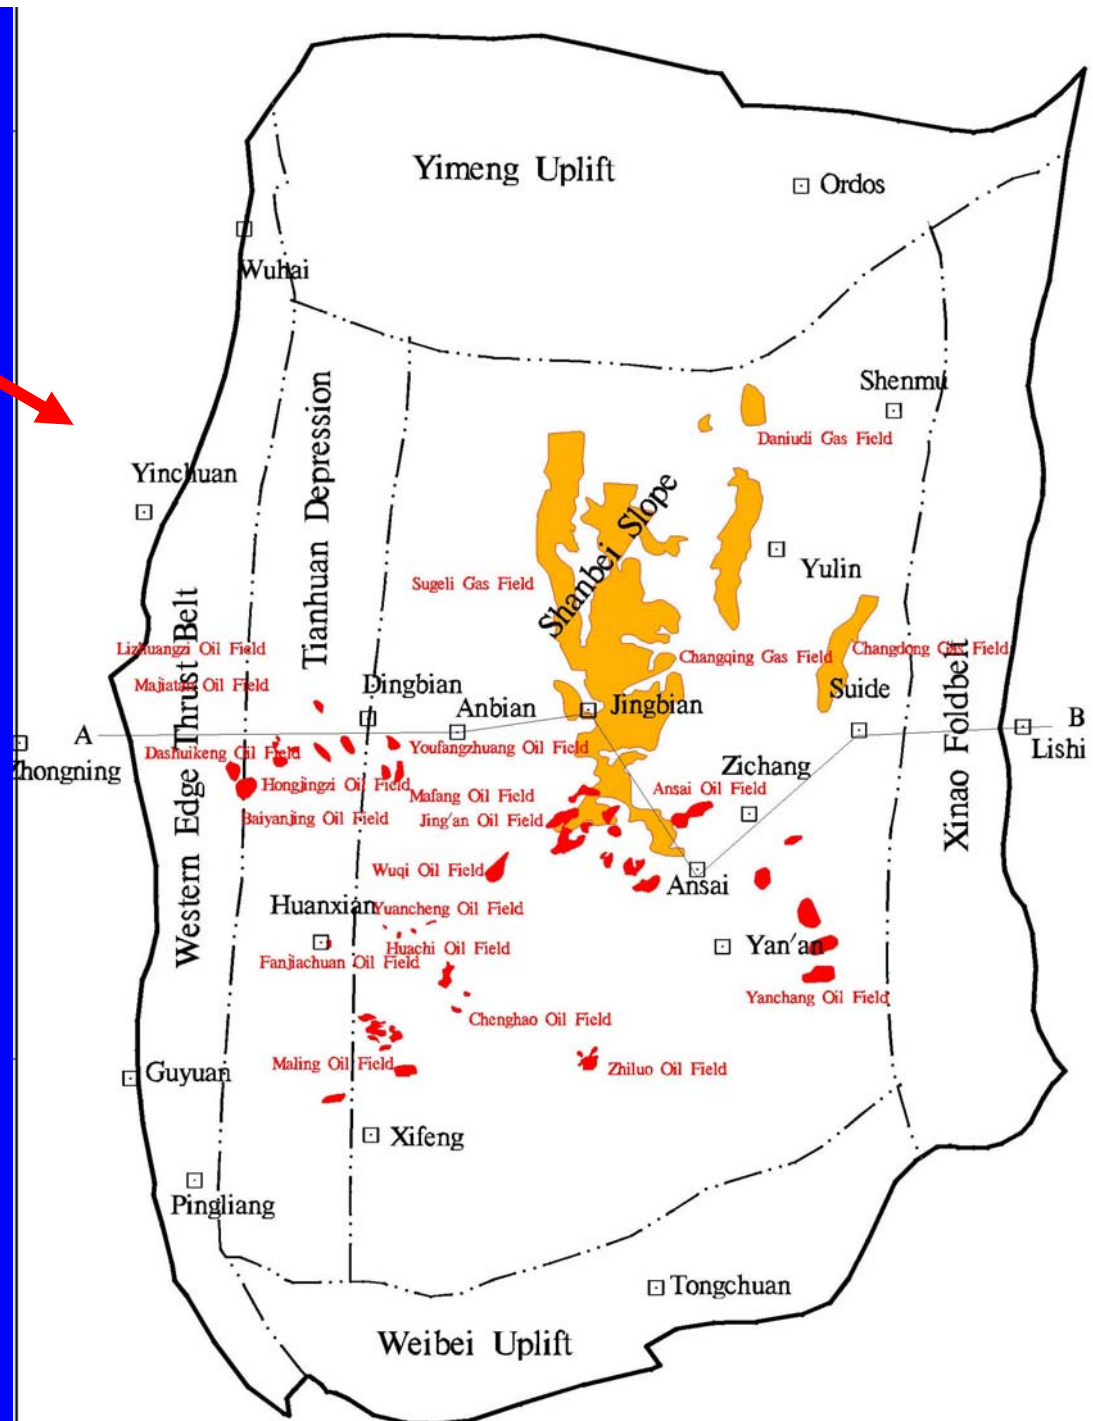 Yimeng Uplift
Ordos
Wuhai
Shenmu
Daniudi Gas Field
Tianhuan Depression
Yinchuan
Shanbei Slope
Yulin
Sugeli Gas Field
Western Edge Thrust Belt
Lizhuangzi Oil Field
Changqing Gas Field
Changdong Gas Field
Majiatan Oil Field
Dingbian
Suide
Xinao Foldbelt
Anbian
Jingbian
A
B
Lishi
Zhongning
Dashuikeng Oil Field
Youfangzhuang Oil Field
Zichang
Hongjingzi Oil Field
Mafang Oil Field
Ansai Oil Field
Baiyanjing Oil Field
Jing'an Oil Field
Wuqi Oil Field
Ansai
Huanxian
Yuancheng Oil Field
Huachi Oil Field
Yan'an
Fanjiachuan Oil Field
Yanchang Oil Field
Chenghao Oil Field
Maling Oil Field
Zhiluo Oil Field
Guyuan
Xifeng
Pingliang
Tongchuan
Weibei Uplift